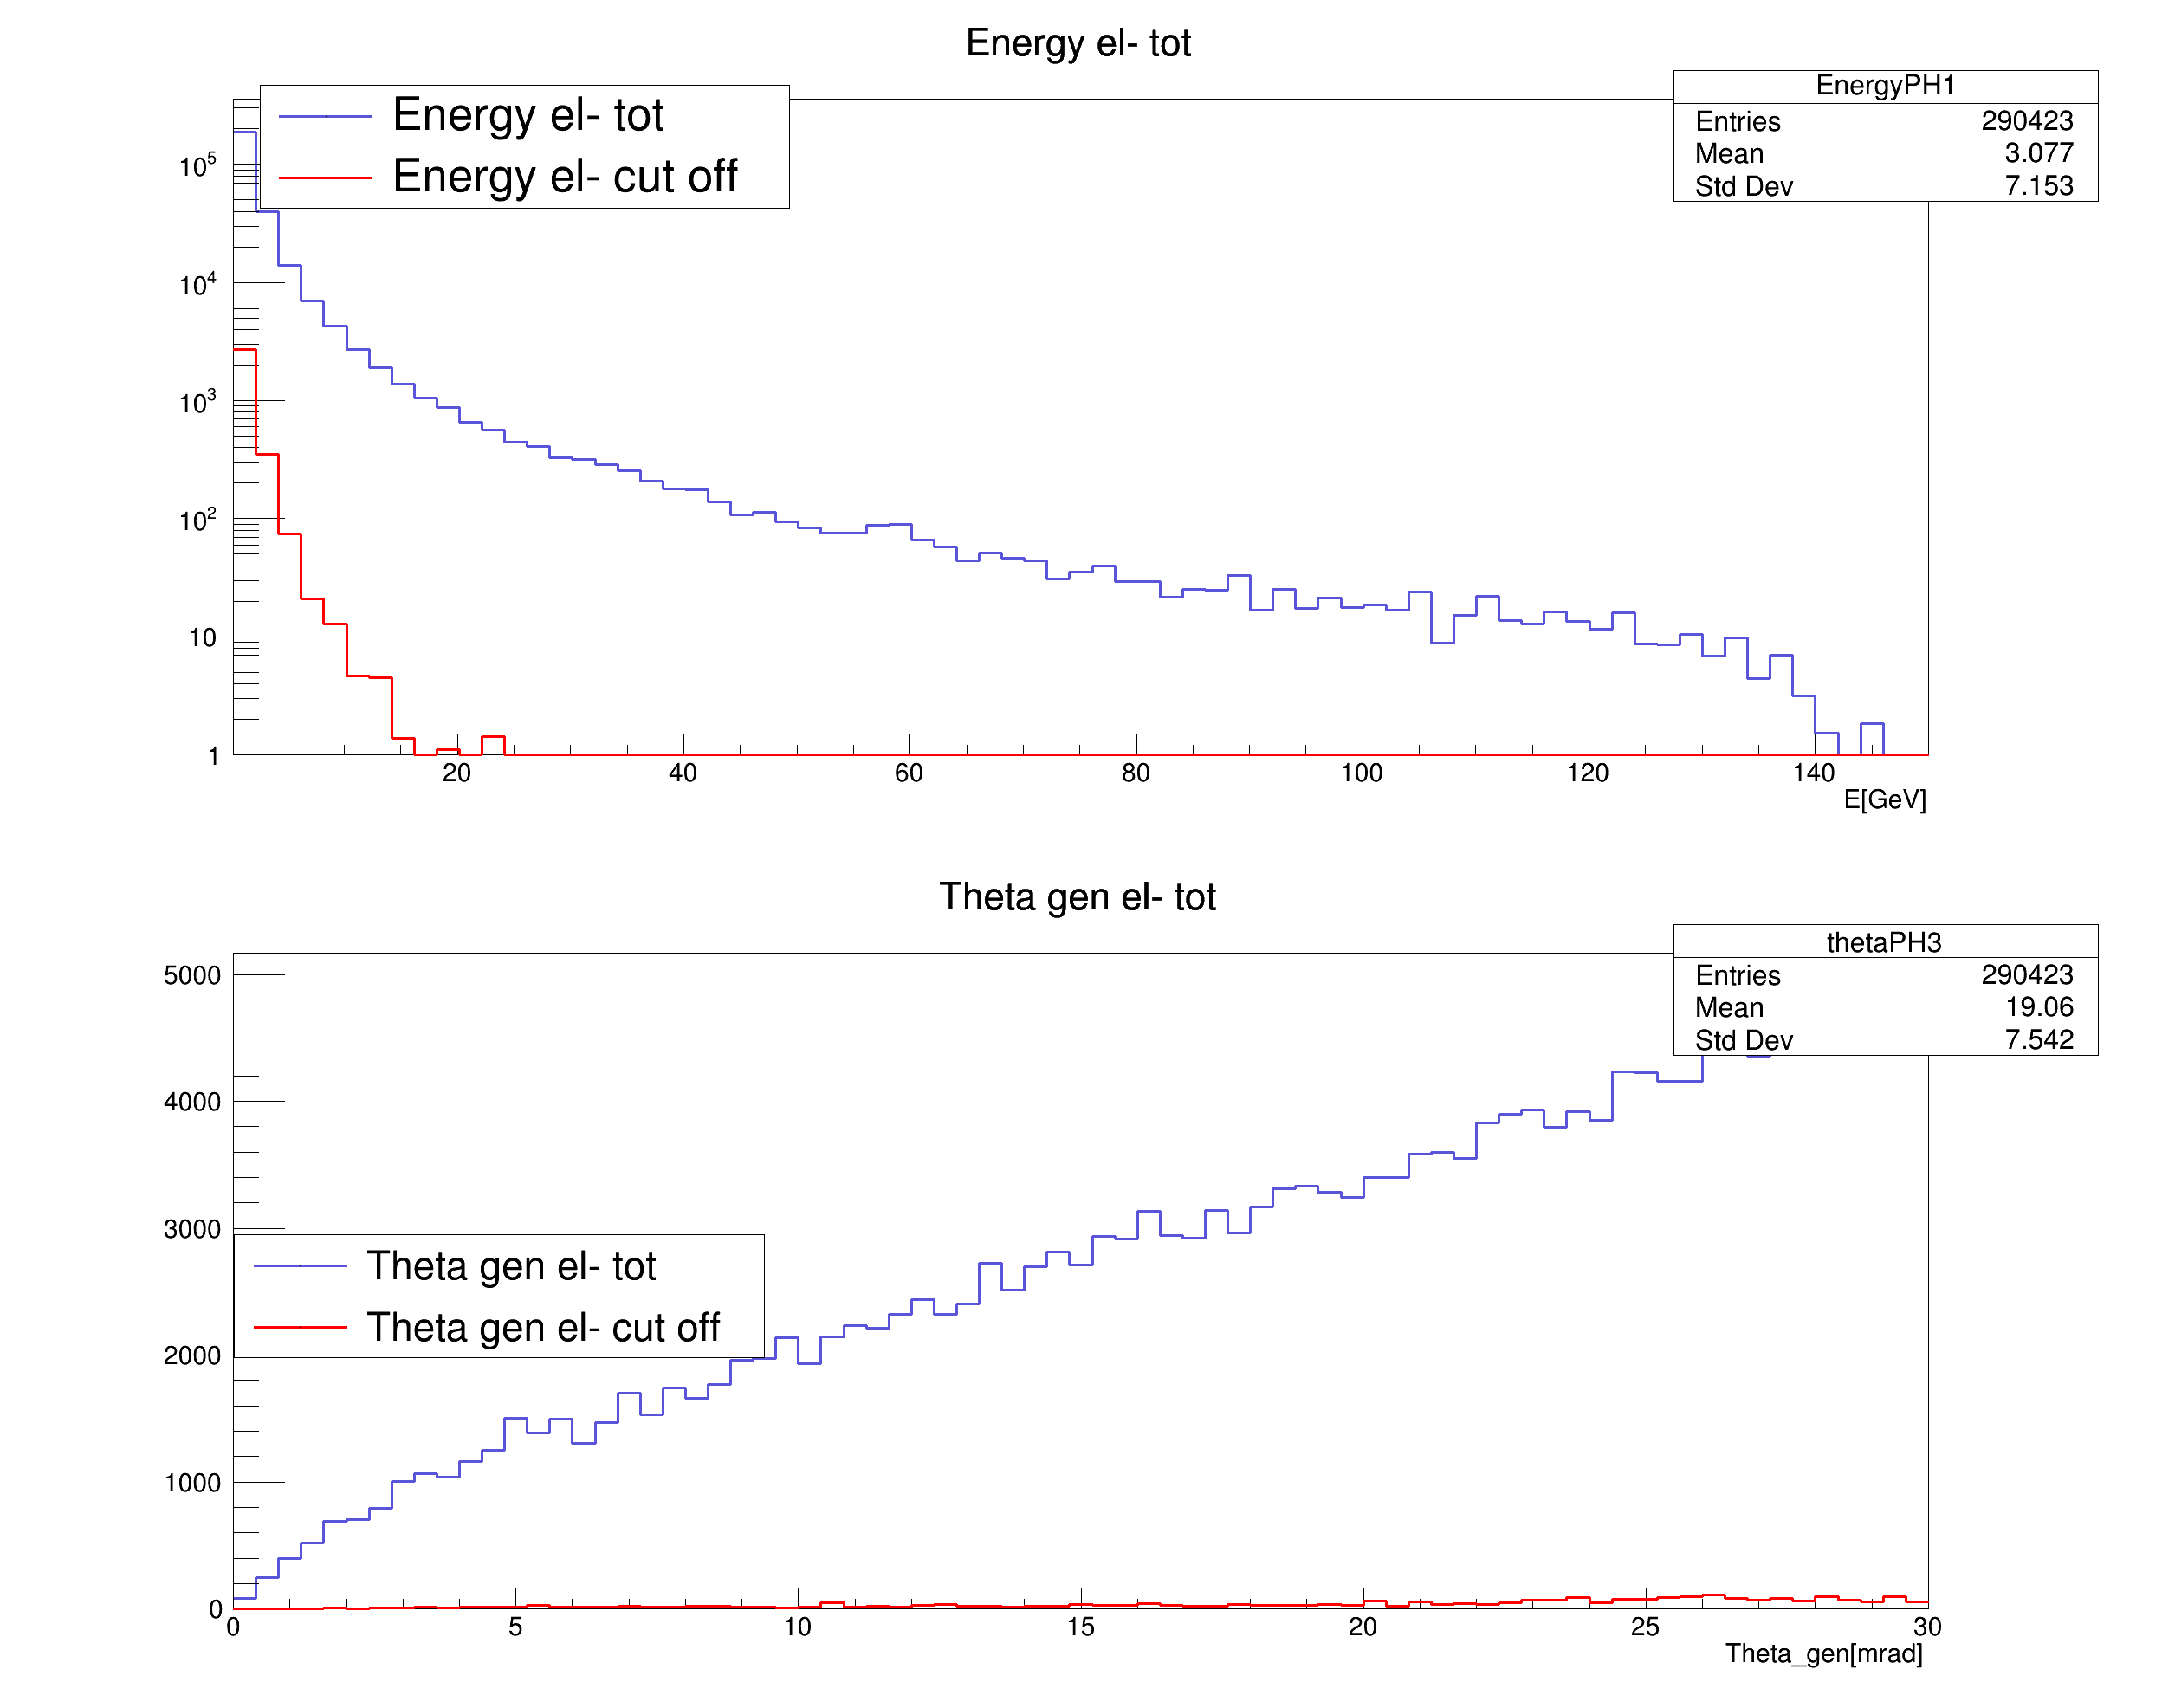 Energy el- tot
Energy el- tot
Energy el- cut off
EnergyPH1
Entries 290423
Mean 3.077
Std Dev 7.153
10^5
10^4
10^3
10^2
10
1
20 40 60 80 100 120 140
E[GeV]
Theta gen el- tot
thetaPH3
Entries 290423
Mean 19.06
Std Dev 7.542
5000
4000
3000
Theta gen el- tot
Theta gen el- cut off
2000
1000
0
0 5 10 15 20 25 30
Theta_gen[mrad]